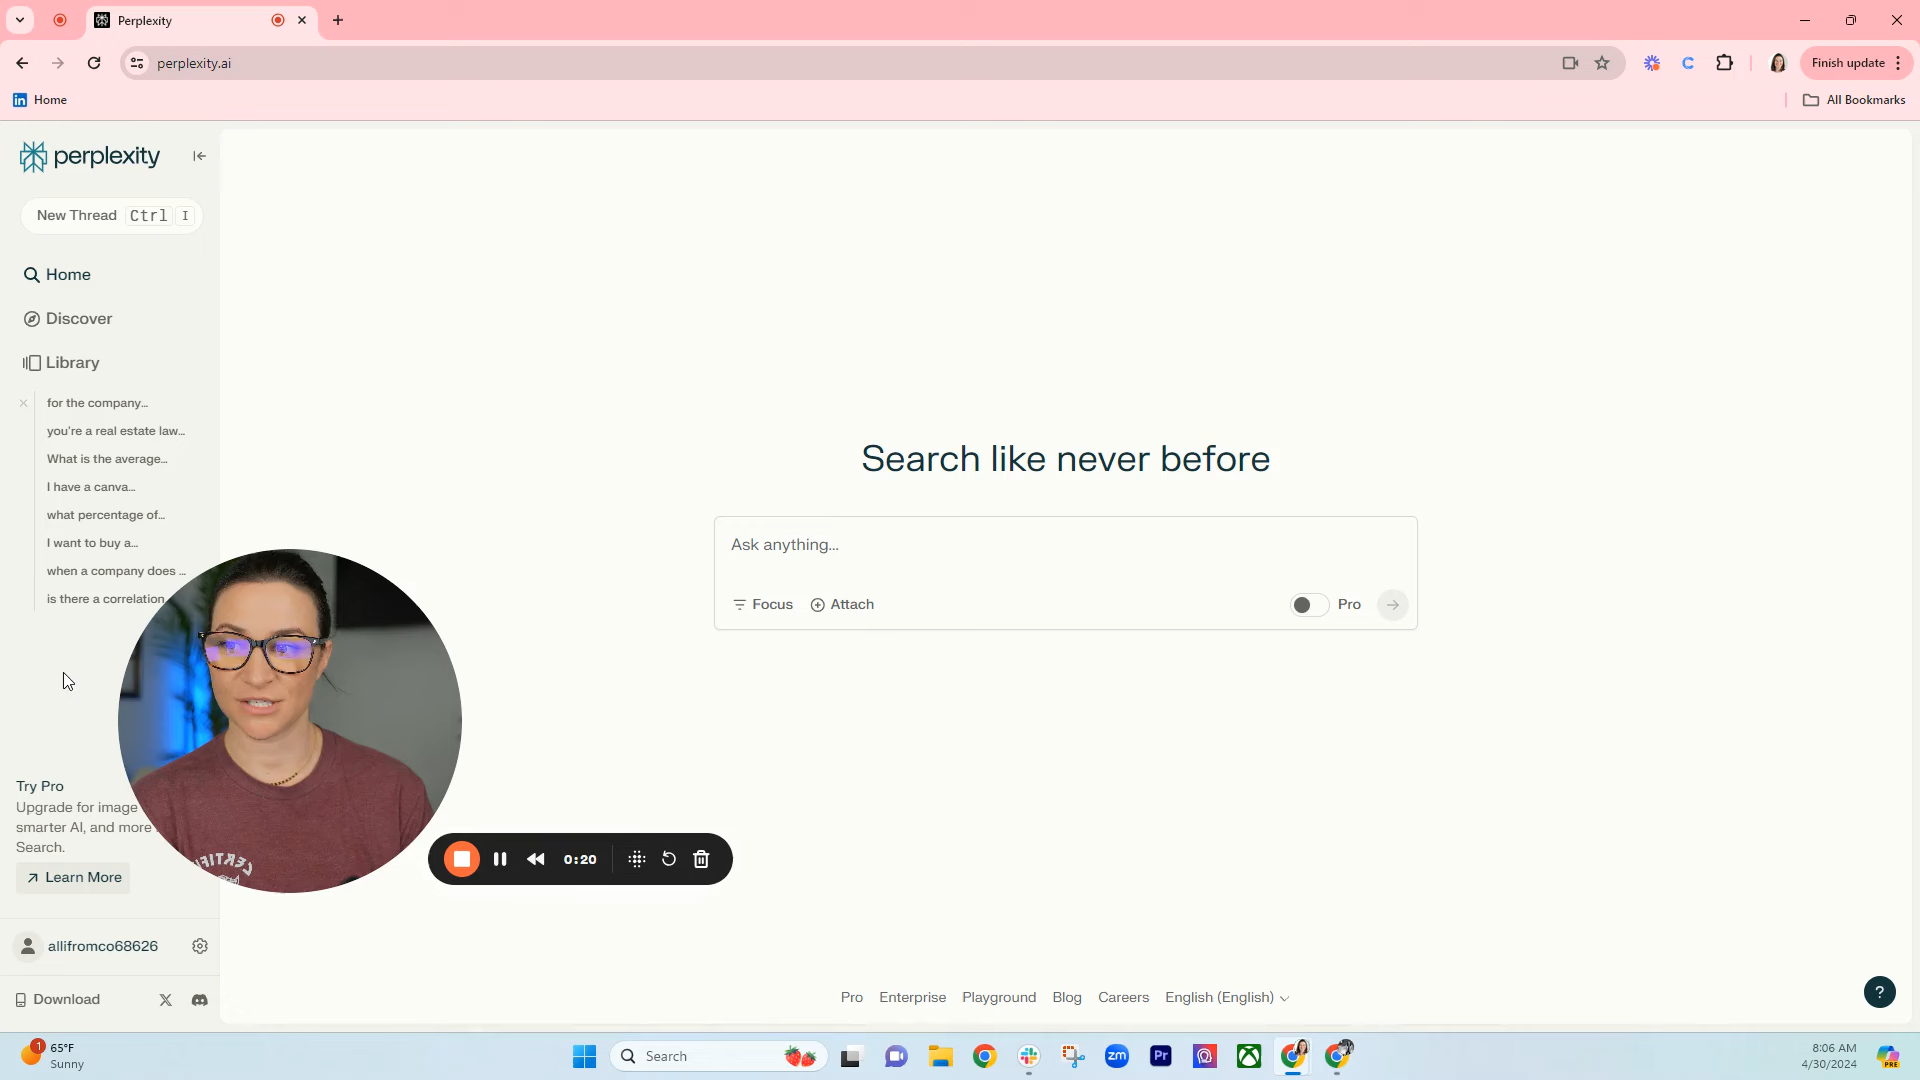 Perplexity
perplexity.ai
Finish update
Home
All Bookmarks
perplexity
New Thread Ctrl I
Home
Discover
Library
for the company...
you're a real estate law...
What is the average...
I have a canva...
what percentage of...
I want to buy a...
when a company does ...
is there a correlation
Search like never before
Ask anything...
Focus
Attach
Pro
Try Pro
Upgrade for image
smarter AI, and more
Search.
Learn More
0:20
allifromco68626
Download
Pro Enterprise Playground Blog Careers English (English)
?
1
65°F
Sunny
Search
zm
Pr
PRE
8:06 AM
4/30/2024